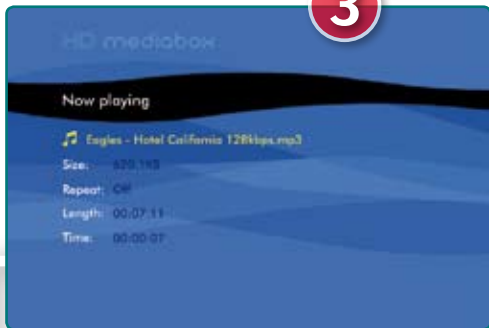 3
HD mediabox
Now playing
Eagles - Hotel California 128kbps.mp3
Size:
Repeat: Off
Length: 00:07:11
Time: 00:00:07